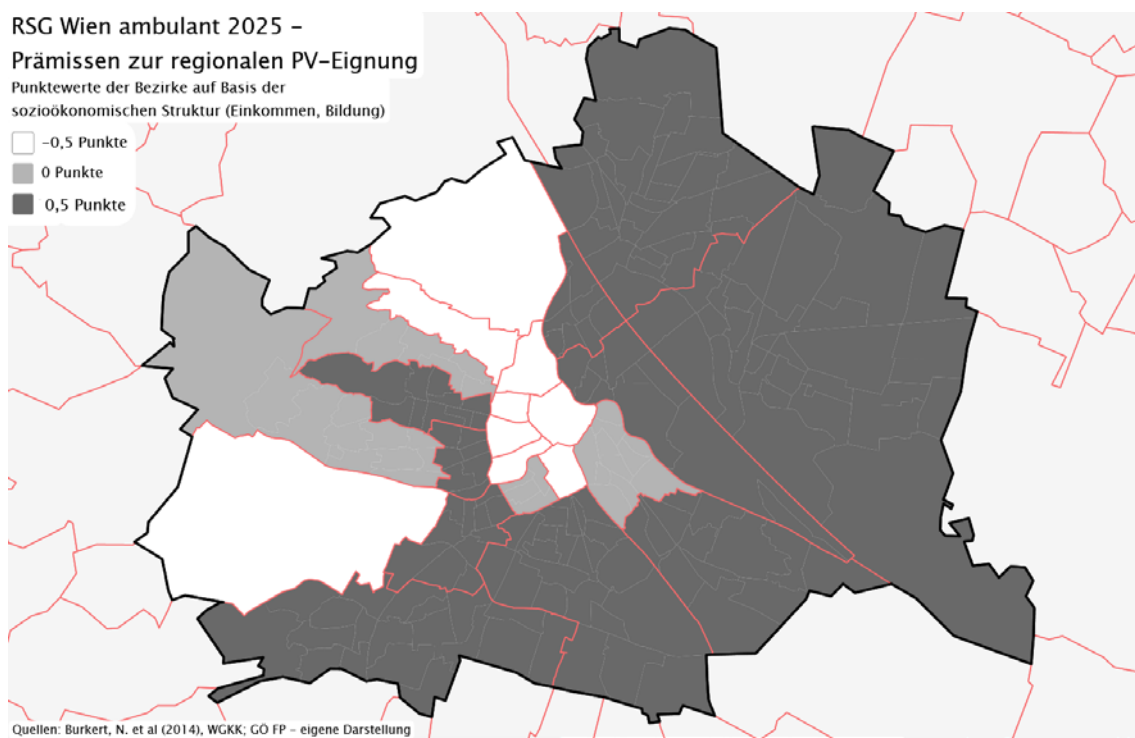 RSG Wien ambulant 2025 –
Prämissen zur regionalen PV-Eignung
Punktewerte der Bezirke auf Basis der
sozioökonomischen Struktur (Einkommen, Bildung)
-0,5 Punkte
0 Punkte
0,5 Punkte
Quellen: Burkert, N. et al (2014), WGKK; GÖ FP – eigene Darstellung